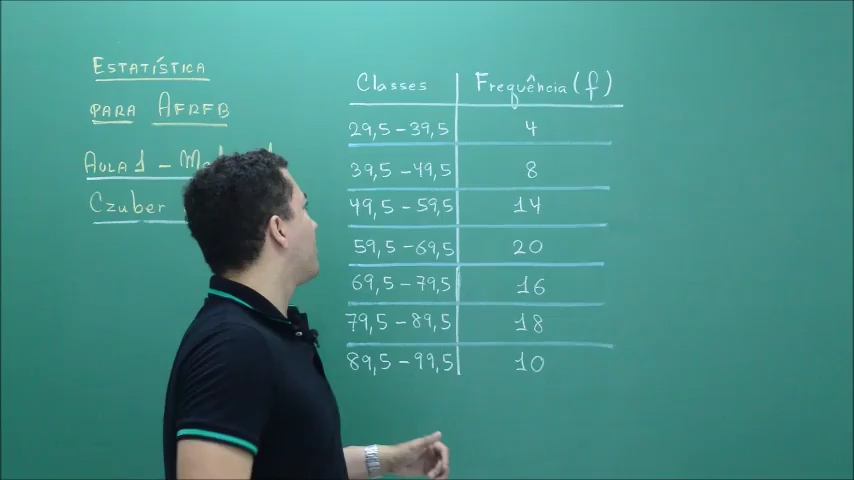 ESTATÍSTICA
PARA AFRFB
AULA 1 -
Czuber
Classes Frequência (f)
29,5 - 39,5 4
39,5 - 49,5 8
49,5 - 59,5 14
59,5 - 69,5 20
69,5 - 79,5 16
79,5 - 89,5 18
89,5 - 99,5 10